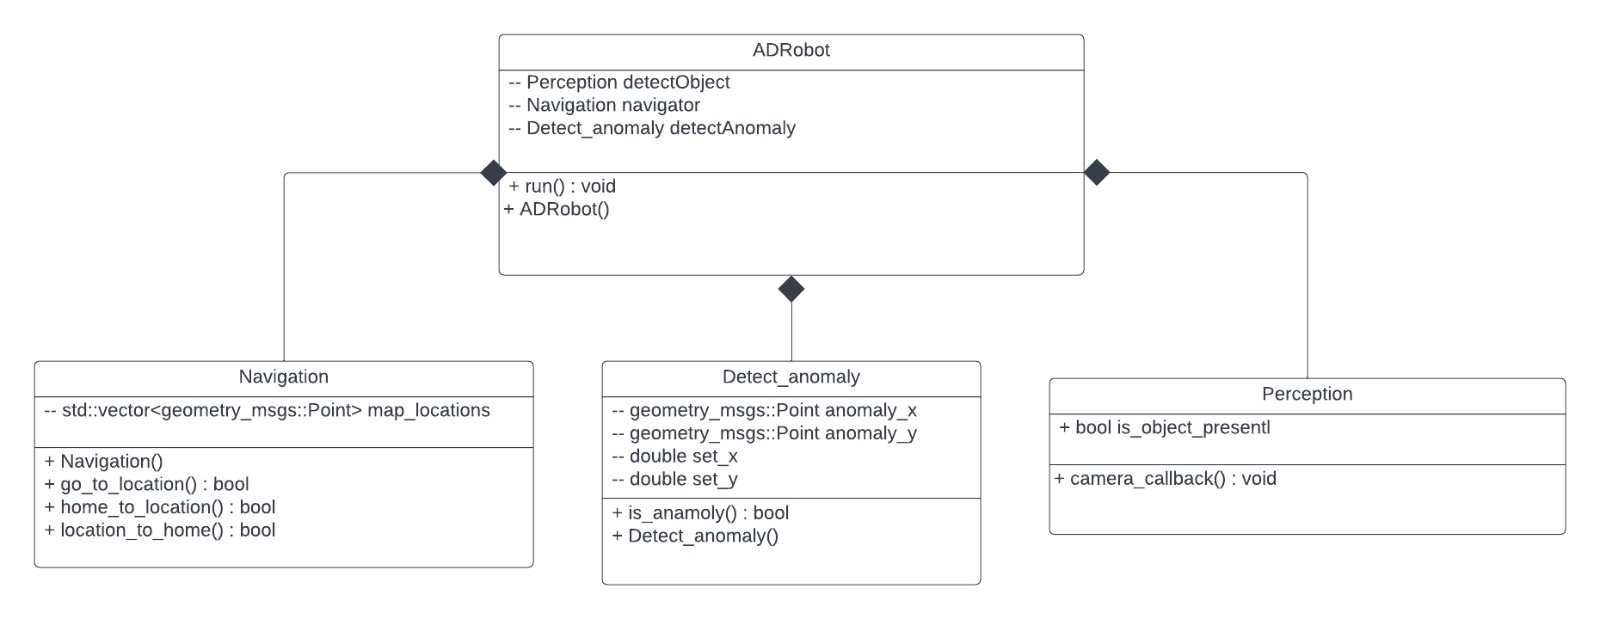 ADRobot
-- Perception detectObject
-- Navigation navigator
-- Detect_anomaly detectAnomaly
+ run() : void
+ ADRobot()
Navigation
-- std::vector<geometry_msgs::Point> map_locations
+ Navigation()
+ go_to_location() : bool
+ home_to_location() : bool
+ location_to_home() : bool
Detect_anomaly
-- geometry_msgs::Point anomaly_x
-- geometry_msgs::Point anomaly_y
-- double set_x
-- double set_y
+ is_anamoly() : bool
+ Detect_anomaly()
Perception
+ bool is_object_presentl
+ camera_callback() : void